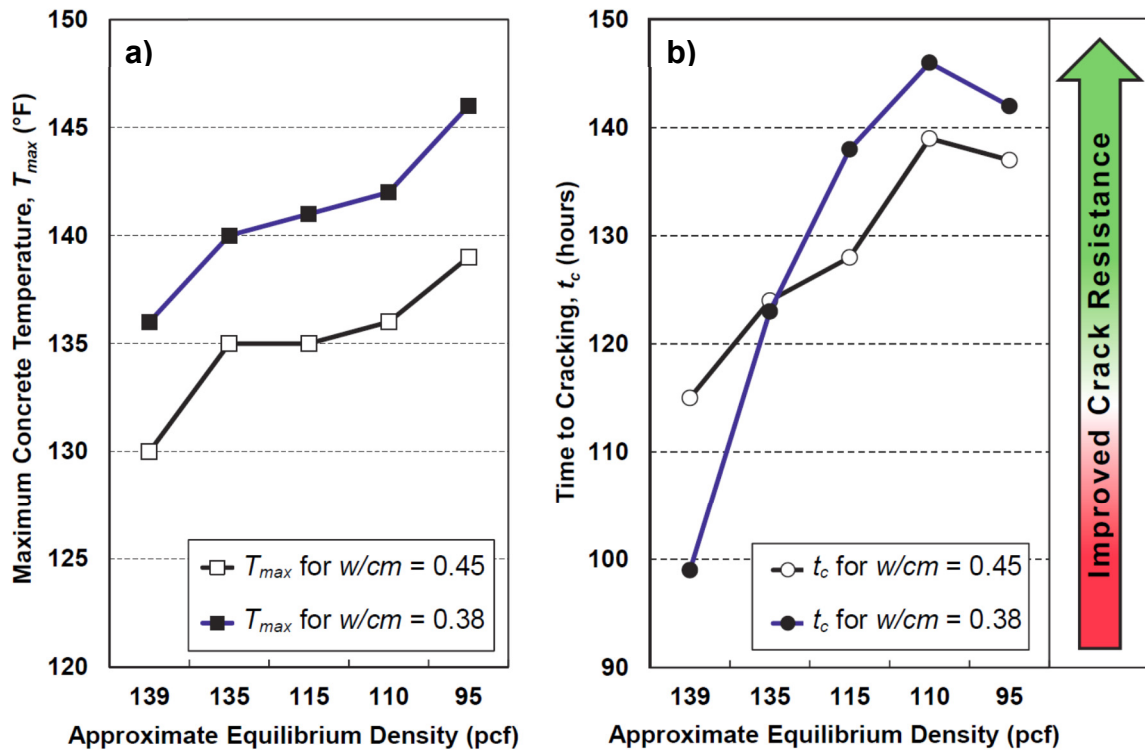 a)
Maximum Concrete Temperature, Tmax (°F)
150
145
140
135
130
125
120
139 135 115 110 95
Approximate Equilibrium Density (pcf)
Tmax for w/cm = 0.45
Tmax for w/cm = 0.38
b)
Time to Cracking, tc (hours)
150
140
130
120
110
100
90
139 135 115 110 95
Approximate Equilibrium Density (pcf)
tc for w/cm = 0.45
tc for w/cm = 0.38
Improved Crack Resistance